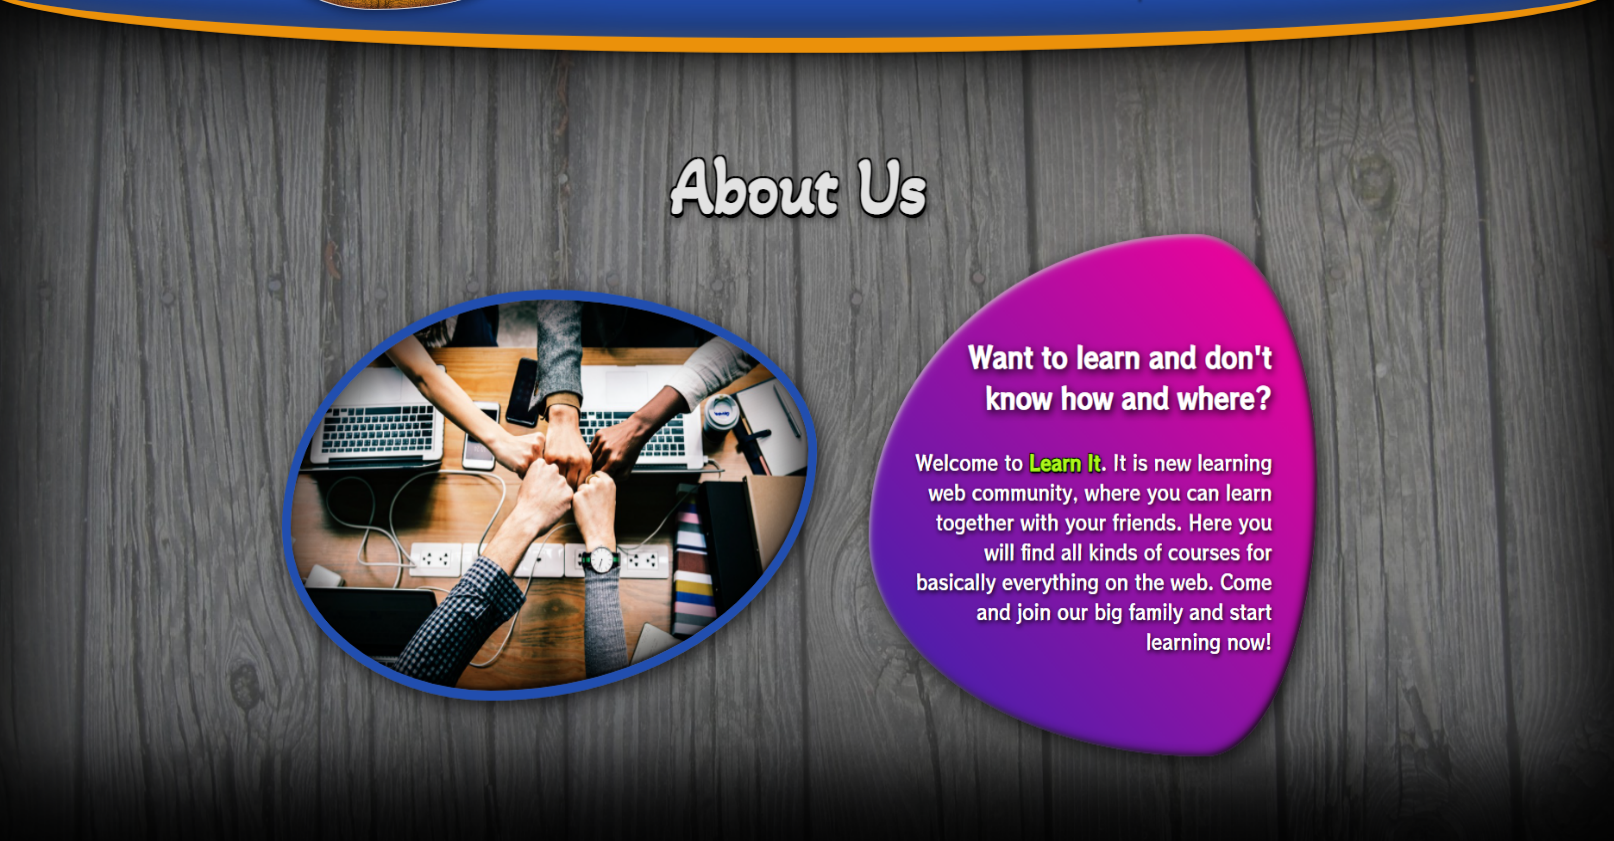 About Us
Want to learn and don't
know how and where?
Welcome to Learn It. It is new learning
web community, where you can learn
together with your friends. Here you
will find all kinds of courses for
basically everything on the web. Come
and join our big family and start
learning now!